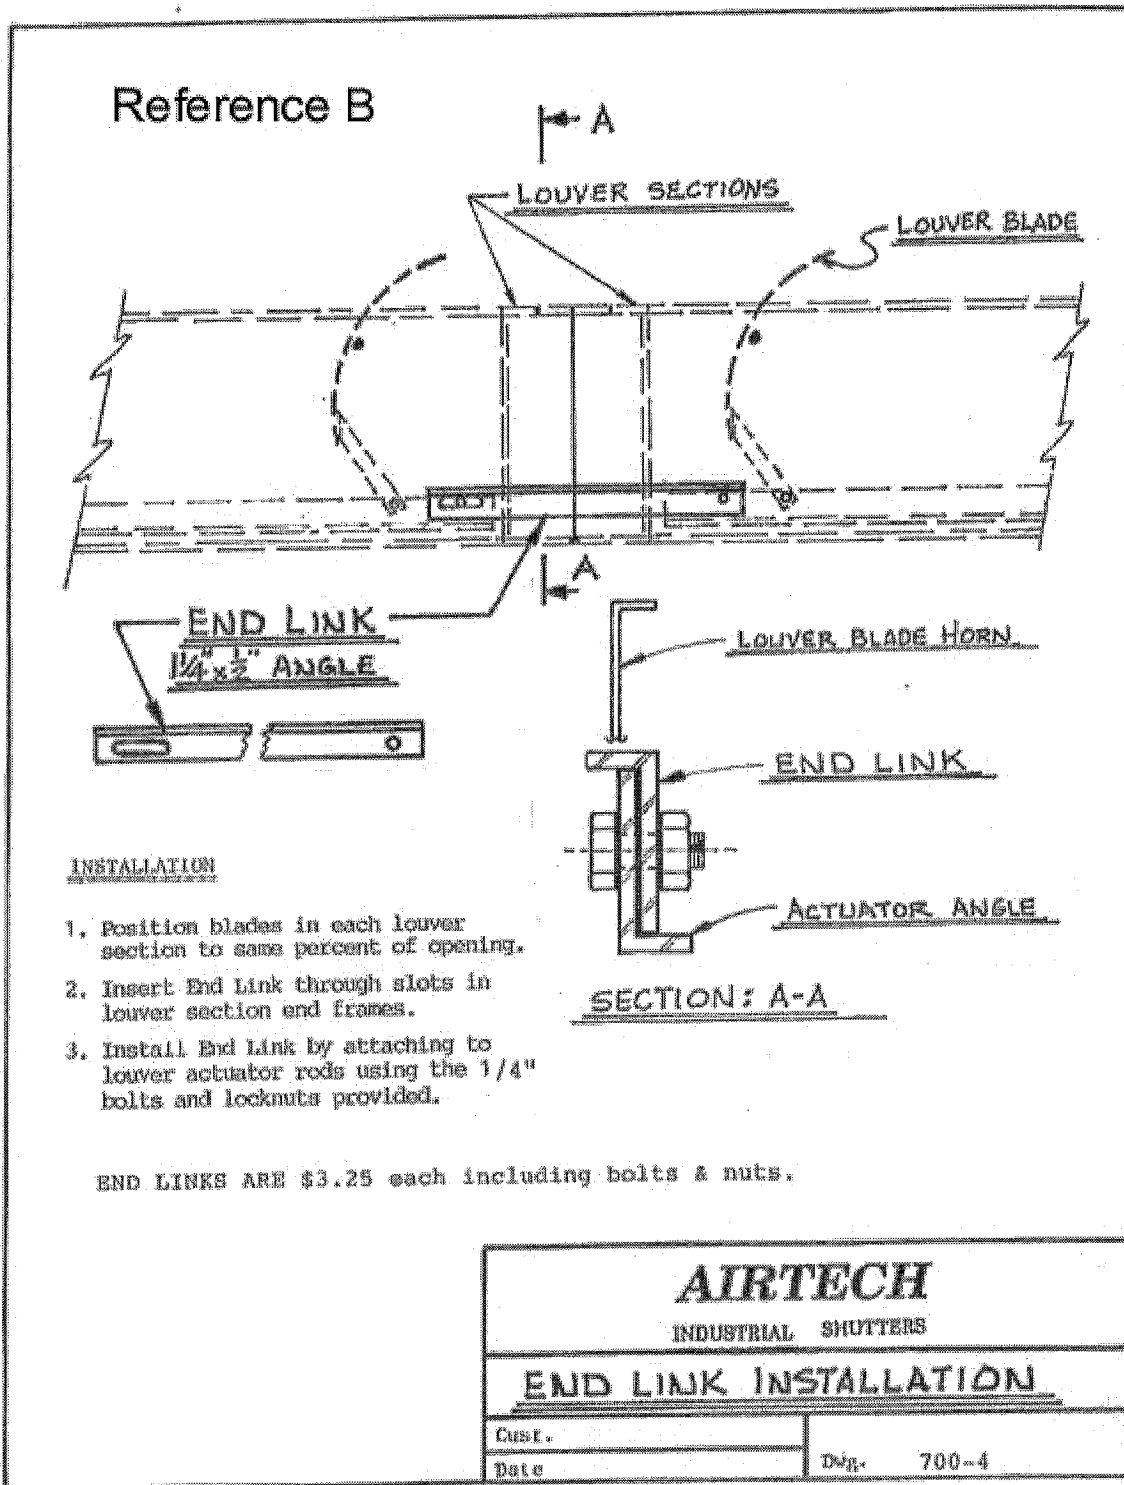 Reference B
A
LOUVER SECTIONS
LOUVER BLADE
A
END LINK
1¼" x ½" ANGLE
LOUVER BLADE HORN.
END LINK
ACTUATOR ANGLE
SECTION: A-A
INSTALLATION
1. Position blades in each louver
section to same percent of opening.
2. Insert End Link through slots in
louver section end frames.
3. Install End Link by attaching to
louver actuator rods using the 1/4"
bolts and locknuts provided.
END LINKS ARE $3.25 each including bolts & nuts.
AIRTECH
INDUSTRIAL SHUTTERS
END LINK INSTALLATION
Cust.
Date
Dwg. 700-4